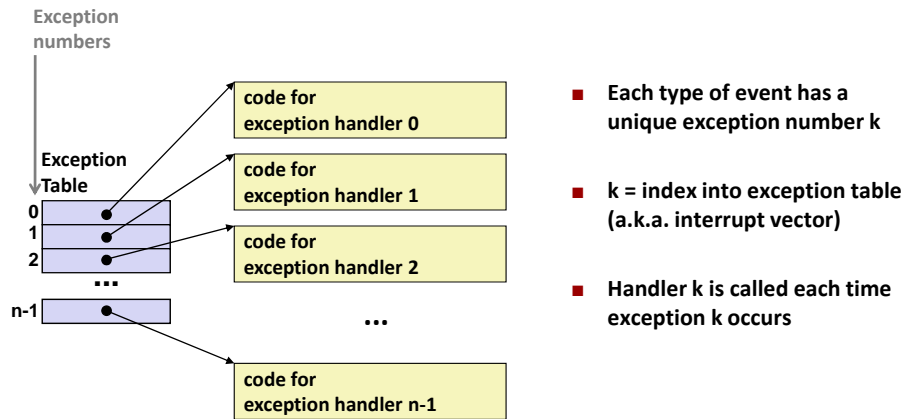 Exception
numbers
Exception
Table
0
1
2
...
n-1
code for
exception handler 0
code for
exception handler 1
code for
exception handler 2
...
code for
exception handler n-1
■ Each type of event has a
unique exception number k
■ k = index into exception table
(a.k.a. interrupt vector)
■ Handler k is called each time
exception k occurs